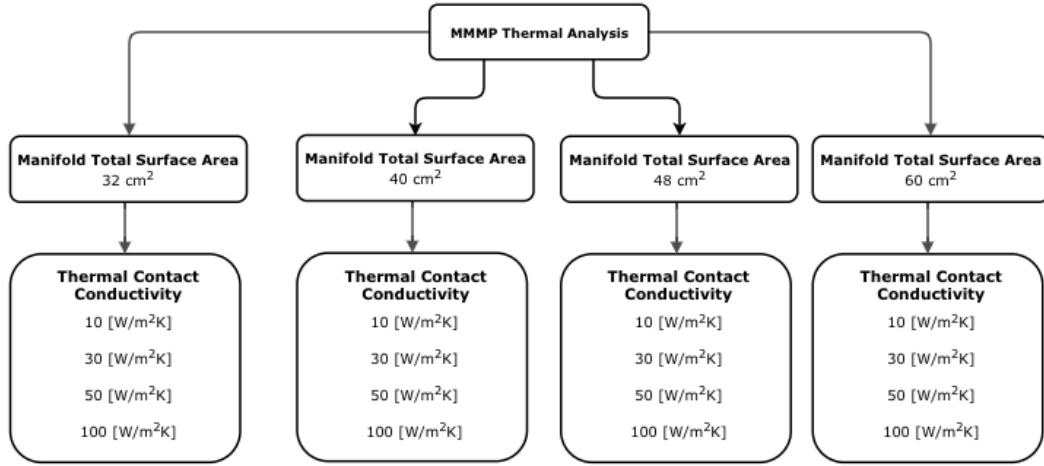 MMMP Thermal Analysis
Manifold Total Surface Area
32 cm²
Manifold Total Surface Area
40 cm²
Manifold Total Surface Area
48 cm²
Manifold Total Surface Area
60 cm²
Thermal Contact
Conductivity
10 [W/m²K]
30 [W/m²K]
50 [W/m²K]
100 [W/m²K]
Thermal Contact
Conductivity
10 [W/m²K]
30 [W/m²K]
50 [W/m²K]
100 [W/m²K]
Thermal Contact
Conductivity
10 [W/m²K]
30 [W/m²K]
50 [W/m²K]
100 [W/m²K]
Thermal Contact
Conductivity
10 [W/m²K]
30 [W/m²K]
50 [W/m²K]
100 [W/m²K]